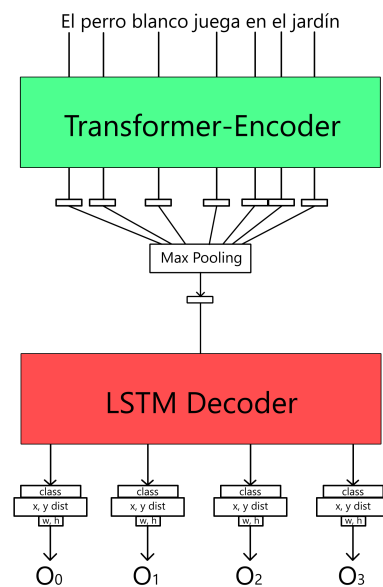 El perro blanco juega en el jardín
Transformer-Encoder
Max Pooling
LSTM Decoder
class class class class
x, y dist x, y dist x, y dist x, y dist
w, h w, h w, h w, h
O0 O1 O2 O3